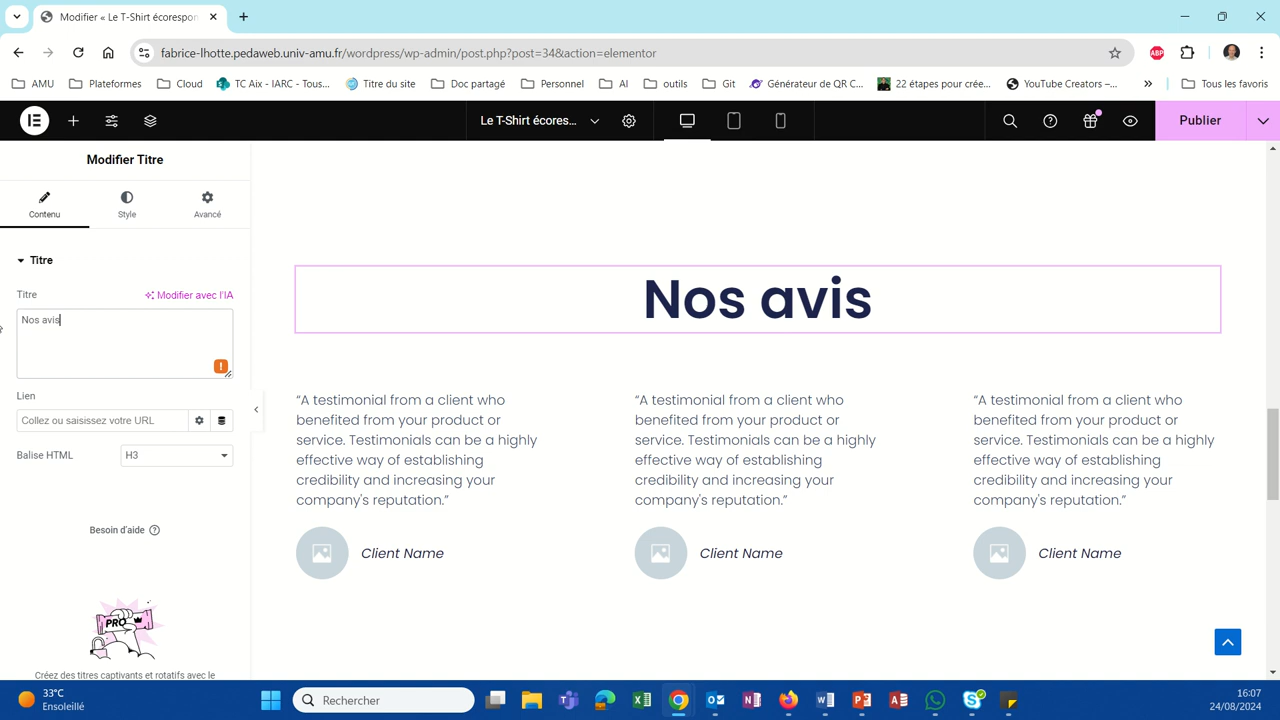 Modifier « Le T-Shirt écorespon
fabrice-lhotte.pedaweb.univ-amu.fr/wordpress/wp-admin/post.php?post=34&action=elementor
ABP
AMU
Plateformes
Cloud
TC Aix - IARC - Tous...
Titre du site
Doc partagé
Personnel
AI
outils
Git
Générateur de QR C...
22 étapes pour crée...
YouTube Creators –...
Tous les favoris
Le T-Shirt écores...
Publier
Modifier Titre
Contenu
Style
Avancé
Titre
Titre
Modifier avec l'IA
Nos avis
Lien
Collez ou saisissez votre URL
Balise HTML
H3
Besoin d'aide
PRO
Créez des titres captivants et rotatifs avec le
Nos avis
“A testimonial from a client who
benefited from your product or
service. Testimonials can be a highly
effective way of establishing
credibility and increasing your
company's reputation.”
Client Name
“A testimonial from a client who
benefited from your product or
service. Testimonials can be a highly
effective way of establishing
credibility and increasing your
company's reputation.”
Client Name
“A testimonial from a client who
benefited from your product or
service. Testimonials can be a highly
effective way of establishing
credibility and increasing your
company's reputation.”
Client Name
33°C
Ensoleillé
Rechercher
16:07
24/08/2024